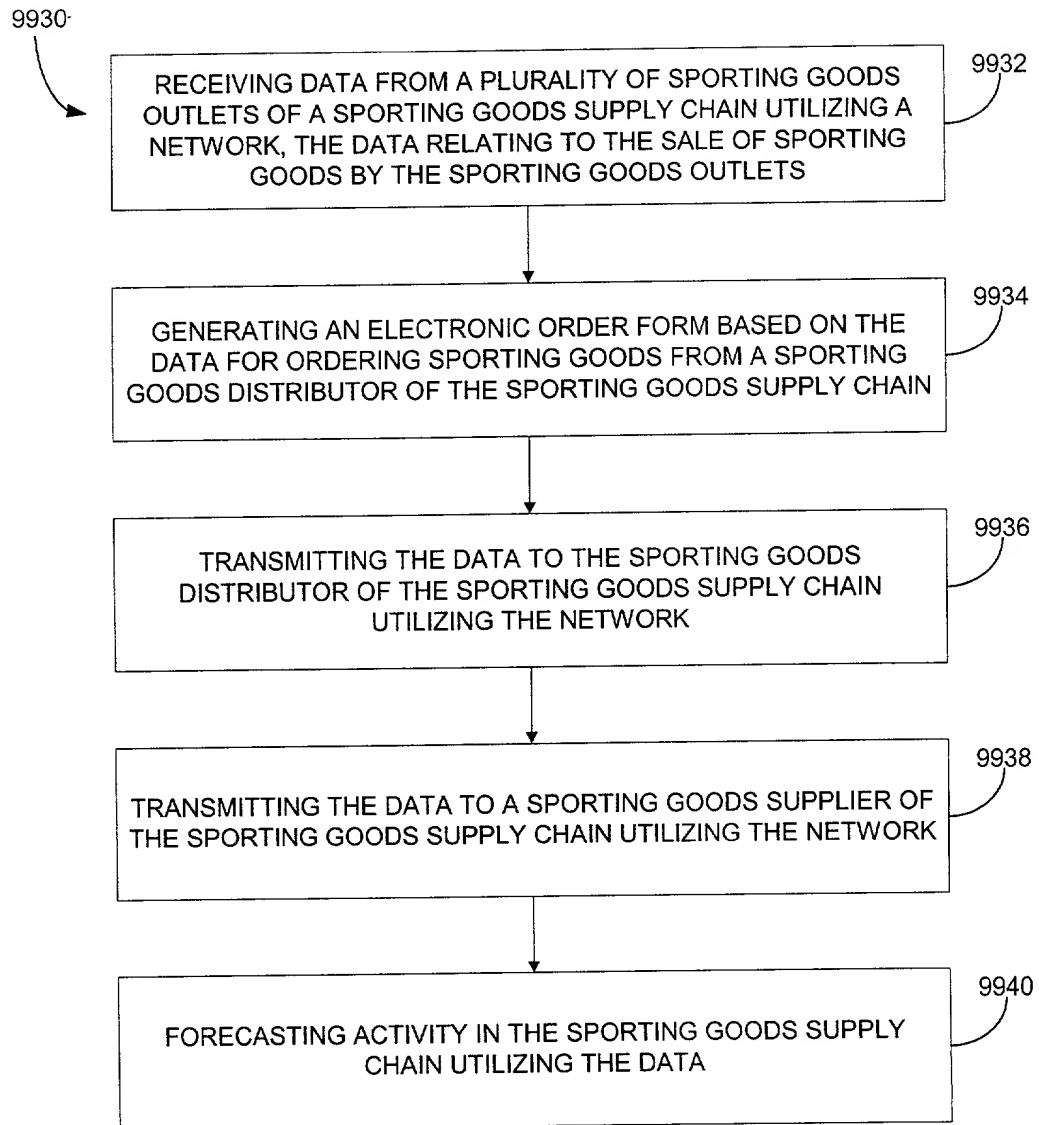 9930
9932
RECEIVING DATA FROM A PLURALITY OF SPORTING GOODS
OUTLETS OF A SPORTING GOODS SUPPLY CHAIN UTILIZING A
NETWORK, THE DATA RELATING TO THE SALE OF SPORTING
GOODS BY THE SPORTING GOODS OUTLETS
9934
GENERATING AN ELECTRONIC ORDER FORM BASED ON THE
DATA FOR ORDERING SPORTING GOODS FROM A SPORTING
GOODS DISTRIBUTOR OF THE SPORTING GOODS SUPPLY CHAIN
9936
TRANSMITTING THE DATA TO THE SPORTING GOODS
DISTRIBUTOR OF THE SPORTING GOODS SUPPLY CHAIN
UTILIZING THE NETWORK
9938
TRANSMITTING THE DATA TO A SPORTING GOODS SUPPLIER OF
THE SPORTING GOODS SUPPLY CHAIN UTILIZING THE NETWORK
9940
FORECASTING ACTIVITY IN THE SPORTING GOODS SUPPLY
CHAIN UTILIZING THE DATA